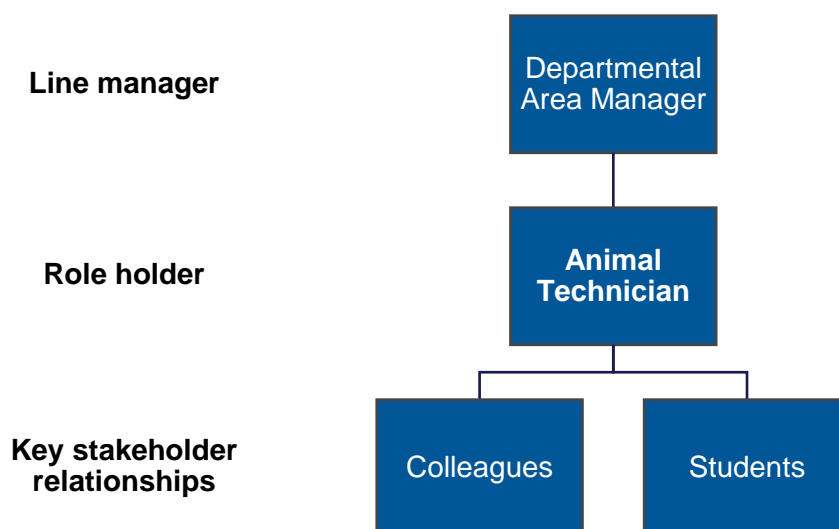 Line manager
Departmental
Area Manager
Role holder
Animal
Technician
Key stakeholder
relationships
Colleagues
Students